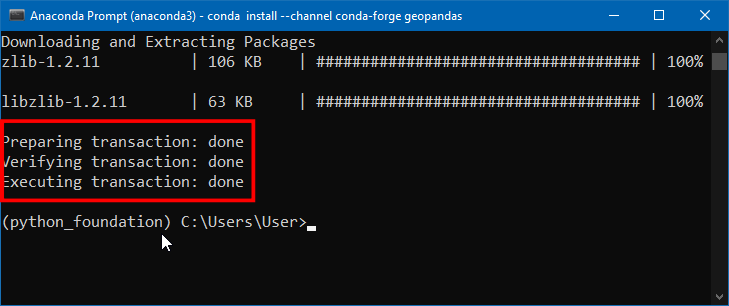 Anaconda Prompt (anaconda3) - conda  install --channel conda-forge geopandas
Downloading and Extracting Packages
zlib-1.2.11          | 106 KB    | #################################### | 100%
libzlib-1.2.11       | 63 KB     | #################################### | 100%
Preparing transaction: done
Verifying transaction: done
Executing transaction: done
(python_foundation) C:\Users\User>